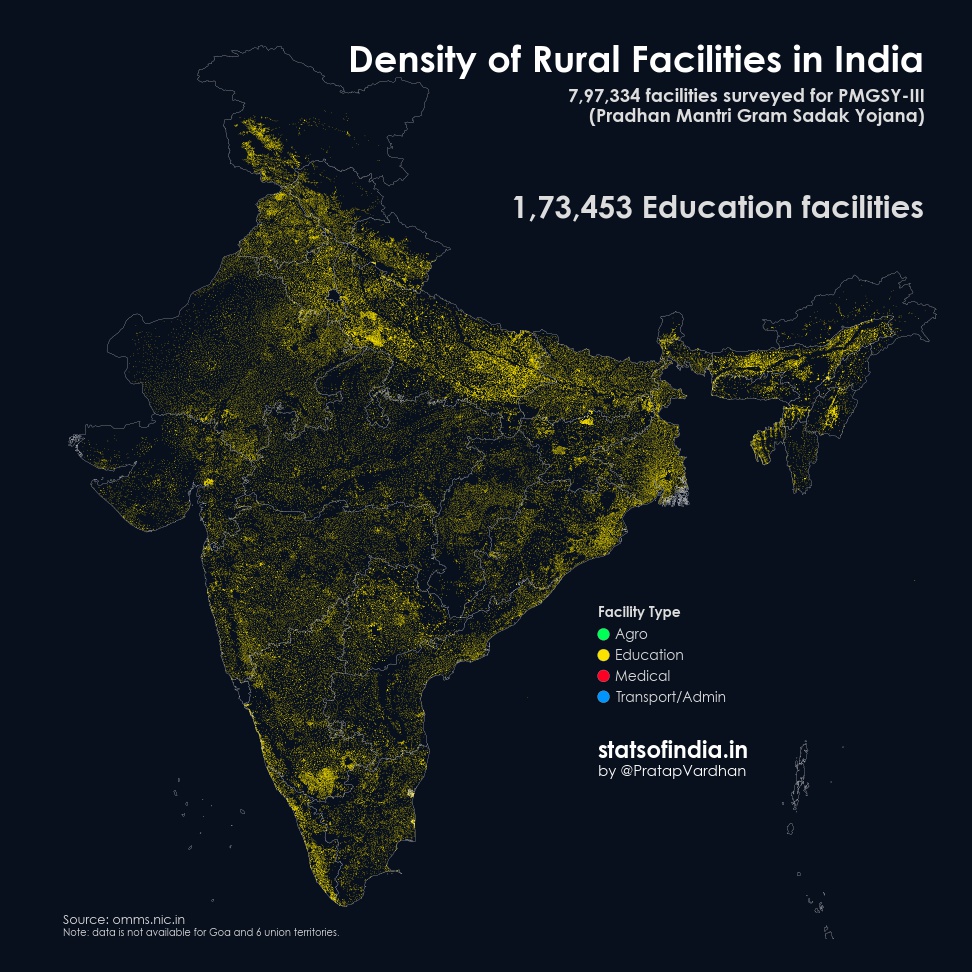 Density of Rural Facilities in India
7,97,334 facilities surveyed for PMGSY-III
(Pradhan Mantri Gram Sadak Yojana)
1,73,453 Education facilities
Facility Type
Agro
Education
Medical
Transport/Admin
statsofindia.in
by @PratapVardhan
Source: omms.nic.in
Note: data is not available for Goa and 6 union territories.